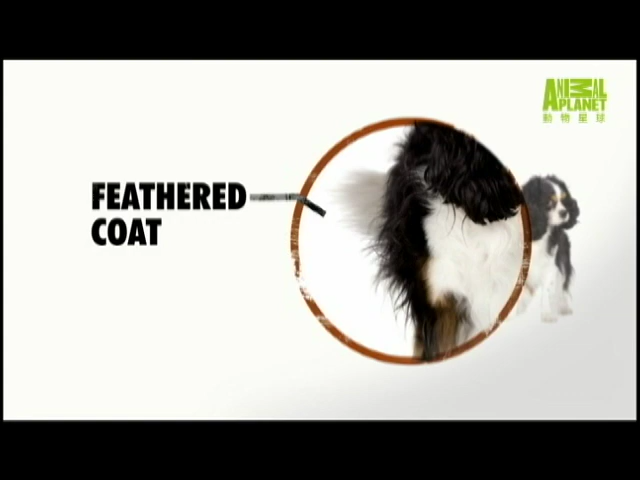 ANIMAL
PLANET
動物星球
FEATHERED
COAT